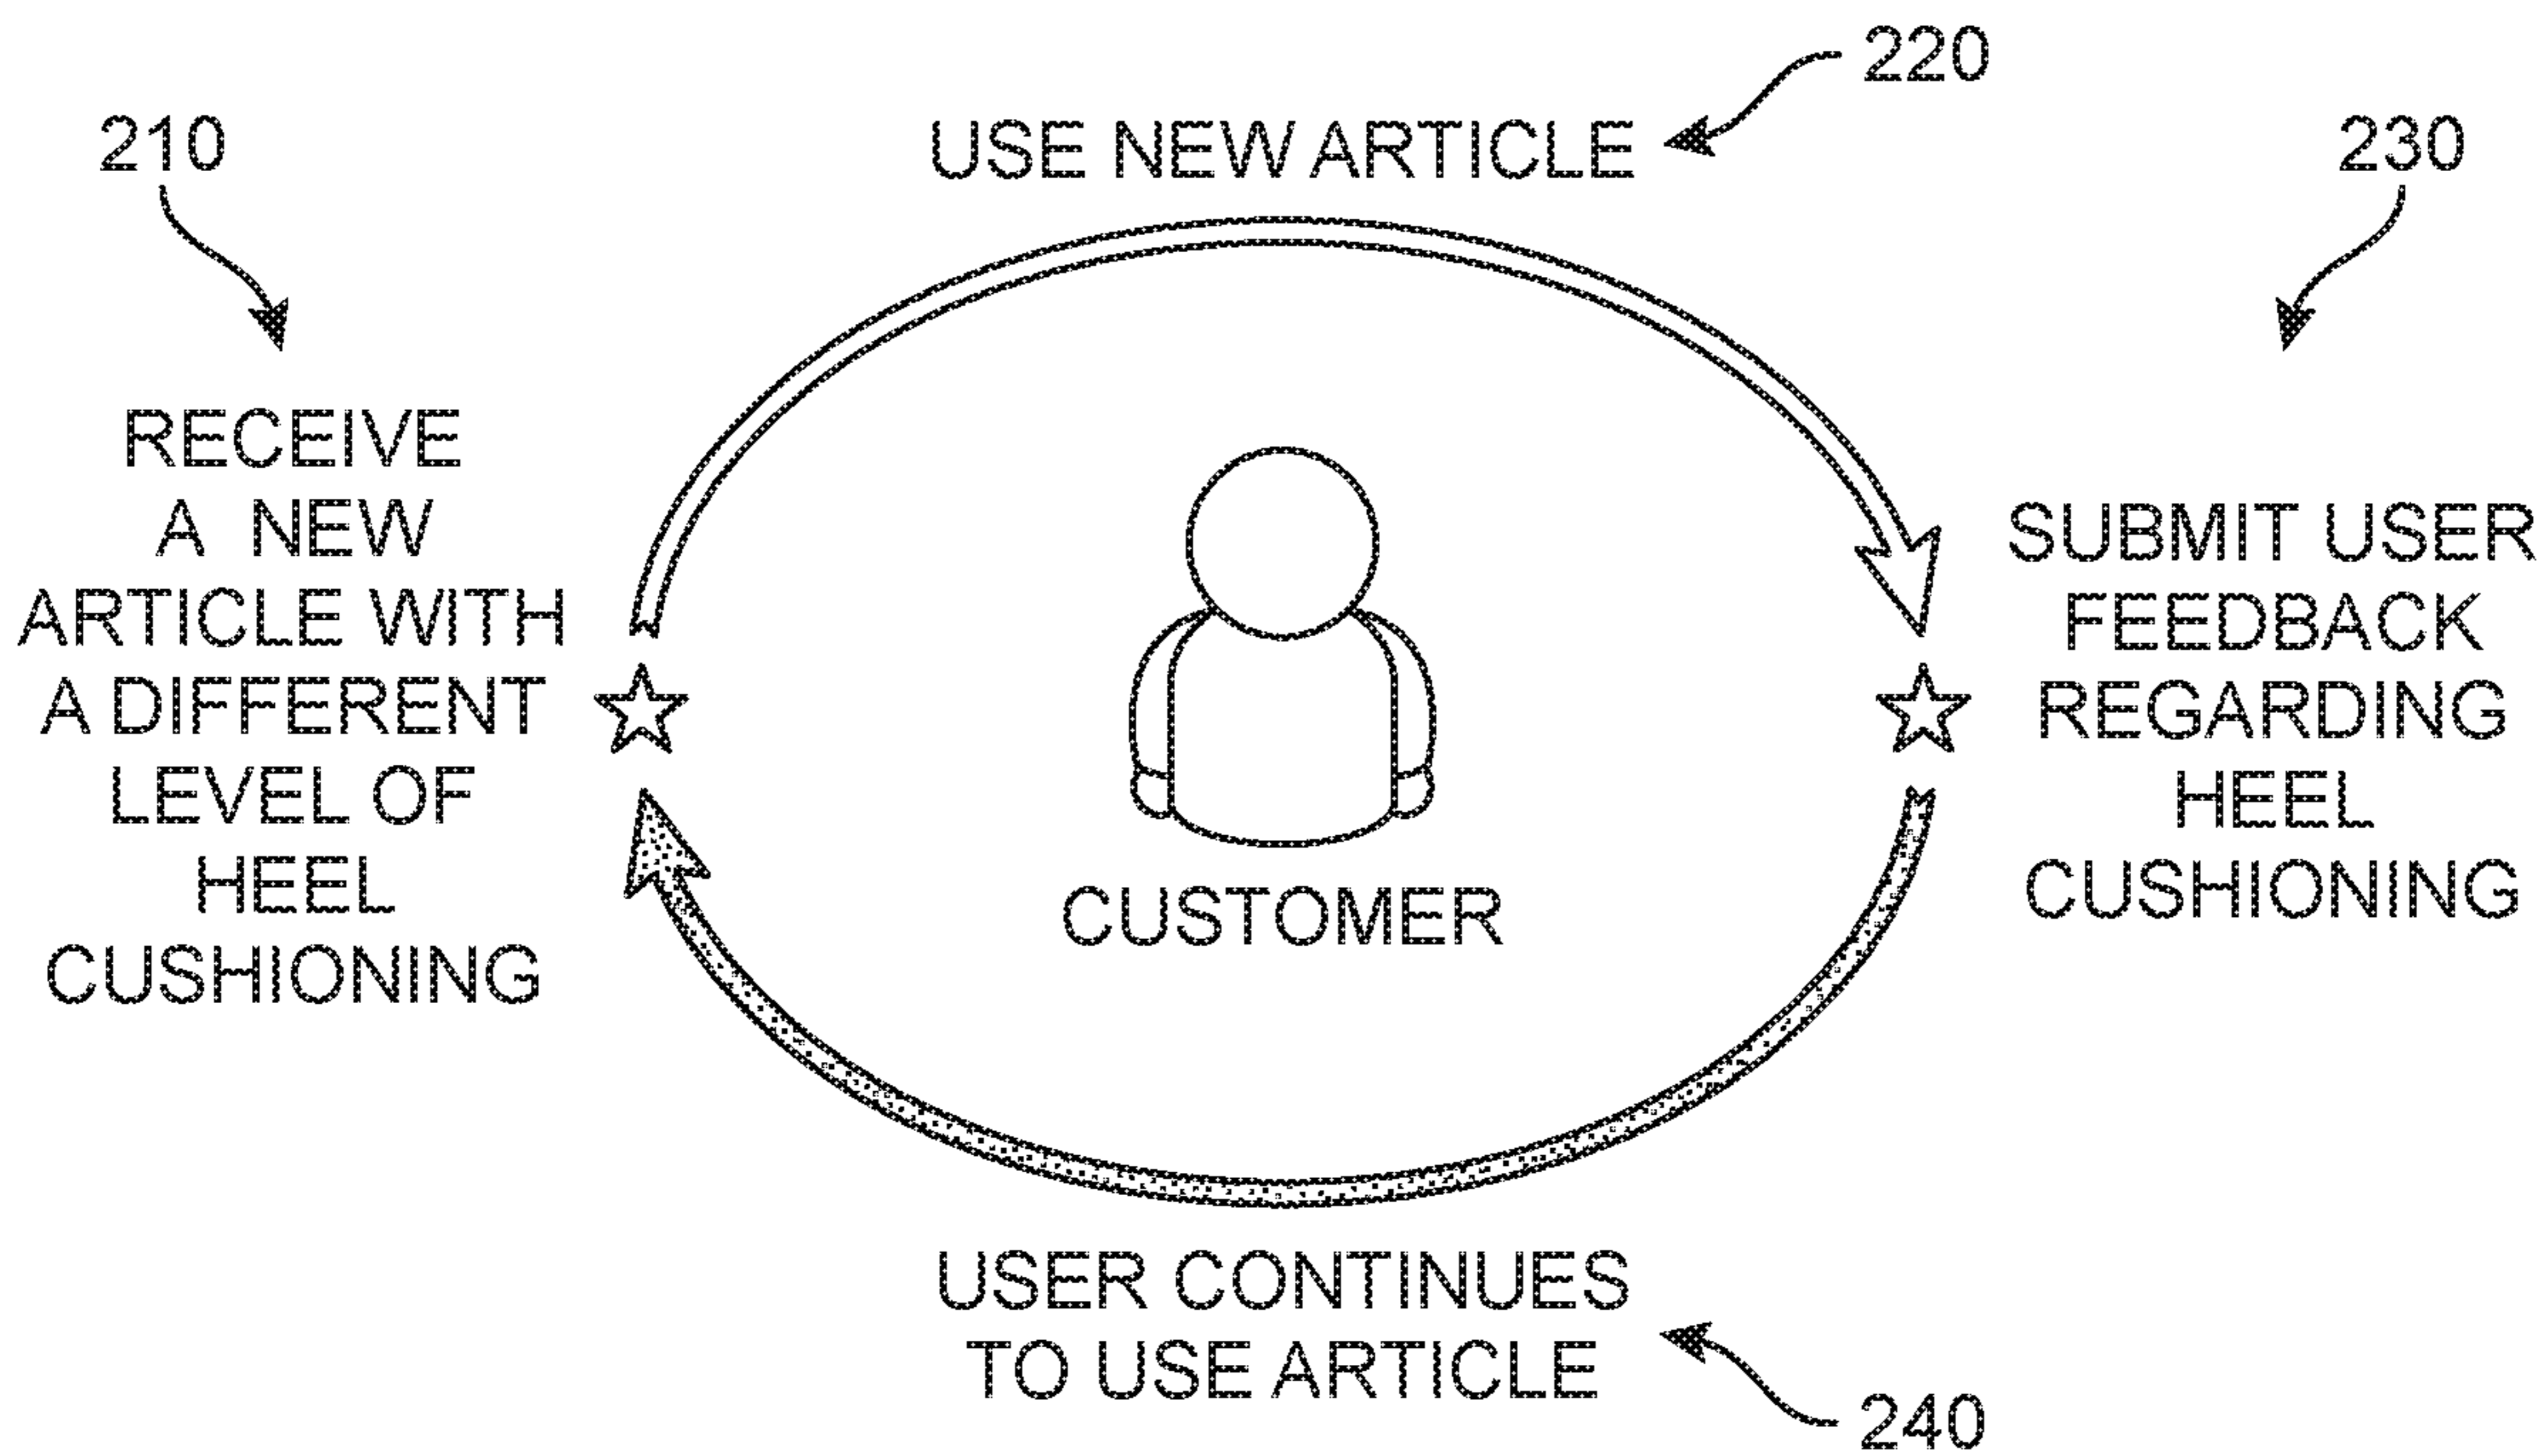 220
USE NEW ARTICLE
210
230
RECEIVE
A NEW
ARTICLE WITH
A DIFFERENT
LEVEL OF
HEEL
CUSHIONING
SUBMIT USER
FEEDBACK
REGARDING
HEEL
CUSHIONING
CUSTOMER
USER CONTINUES
TO USE ARTICLE
240